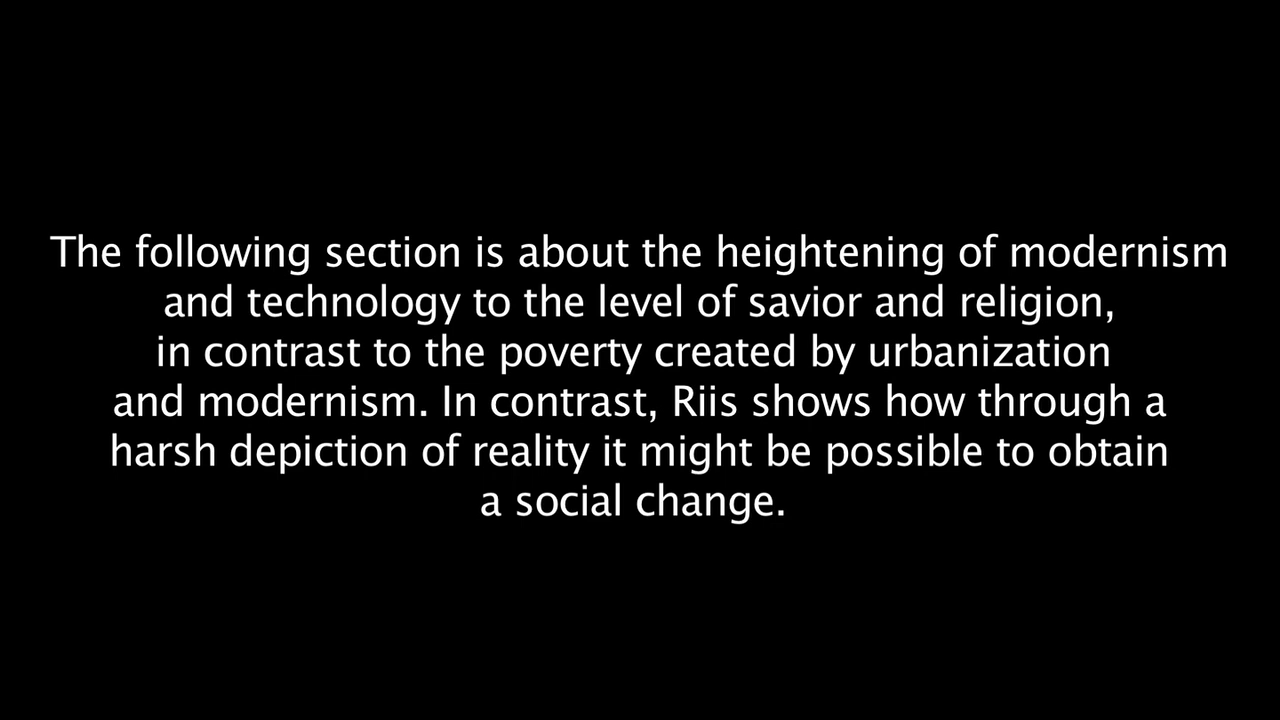 The following section is about the heightening of modernism
and technology to the level of savior and religion,
in contrast to the poverty created by urbanization
and modernism. In contrast, Riis shows how through a
harsh depiction of reality it might be possible to obtain
a social change.